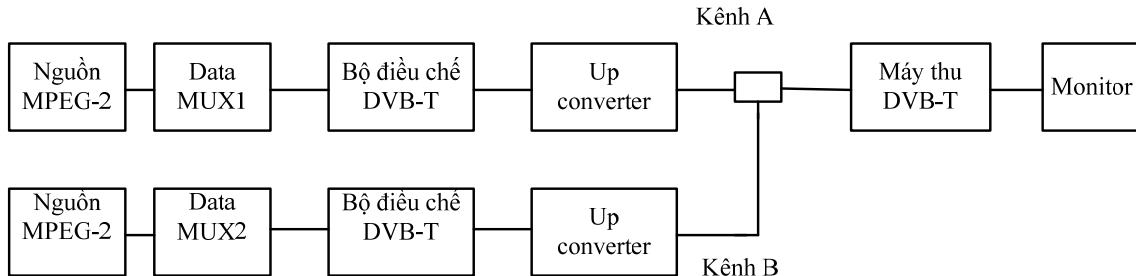 Kênh A
Nguồn
MPEG-2
Data
MUX1
Bộ điều chế
DVB-T
Up
converter
Máy thu
DVB-T
Monitor
Nguồn
MPEG-2
Data
MUX2
Bộ điều chế
DVB-T
Up
converter
Kênh B